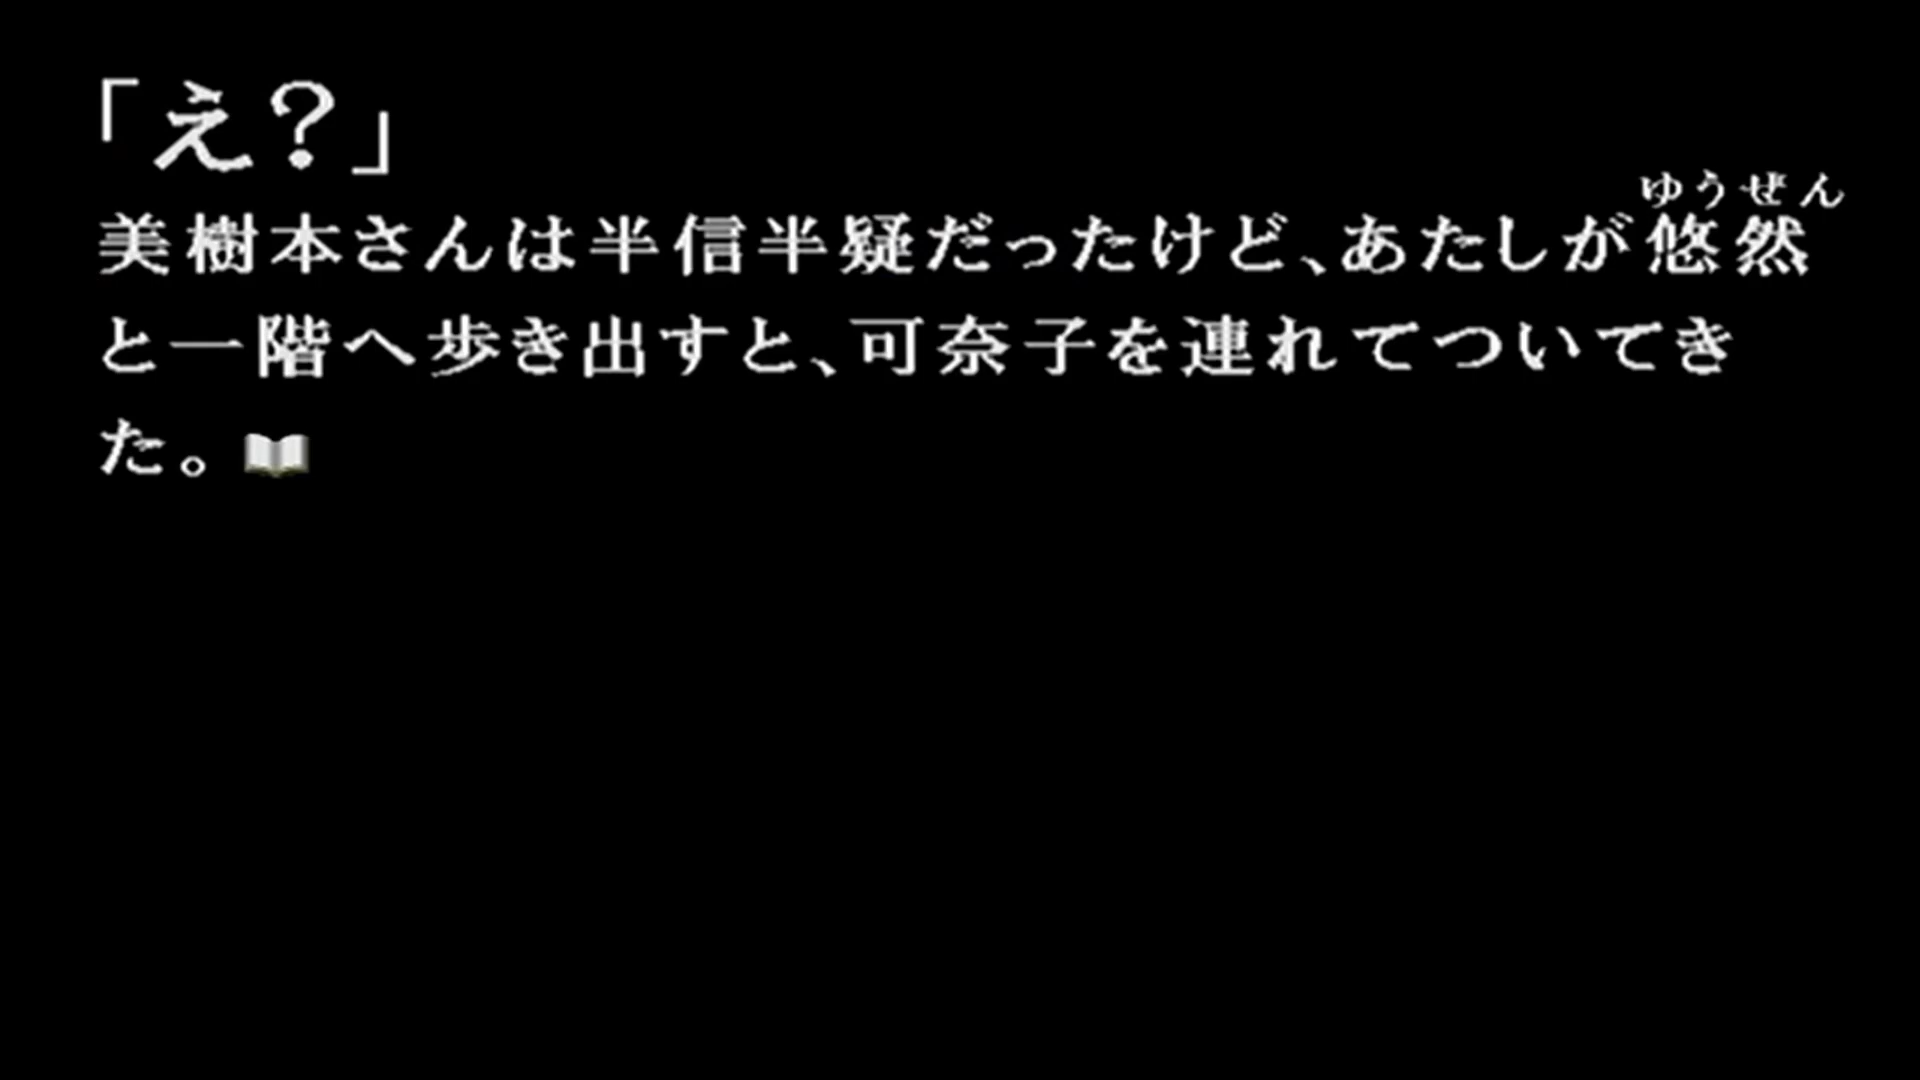 「え？」
ゆうぜん
美樹本さんは半信半疑だったけど、あたしが悠然
と一階へ歩き出すと、可奈子を連れてついてき
た。